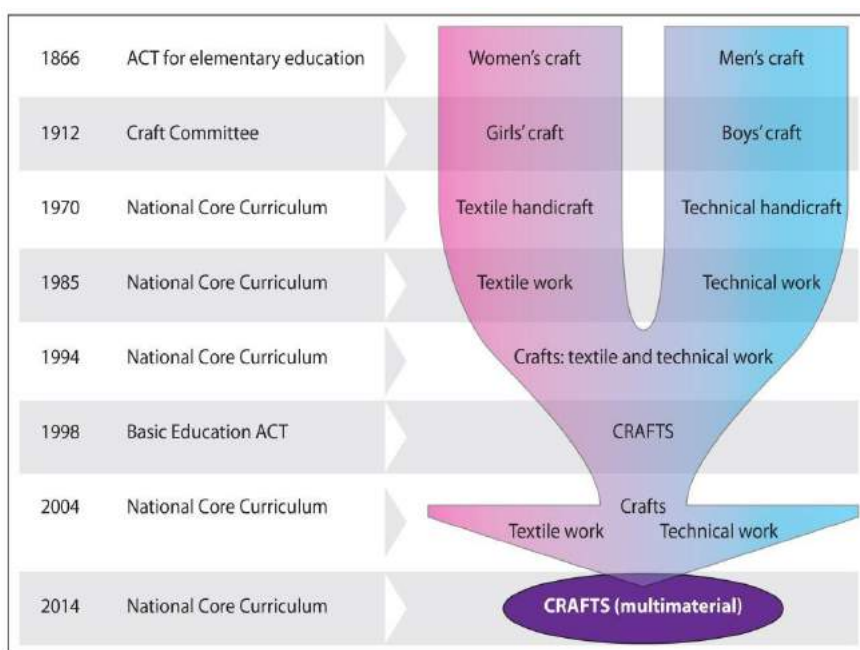 1866 ACT for elementary education Women's craft Men's craft
1912 Craft Committee Girls' craft Boys' craft
1970 National Core Curriculum Textile handicraft Technical handicraft
1985 National Core Curriculum Textile work Technical work
1994 National Core Curriculum Crafts: textile and technical work
1998 Basic Education ACT CRAFTS
2004 National Core Curriculum Crafts
Textile work Technical work
2014 National Core Curriculum CRAFTS (multimaterial)